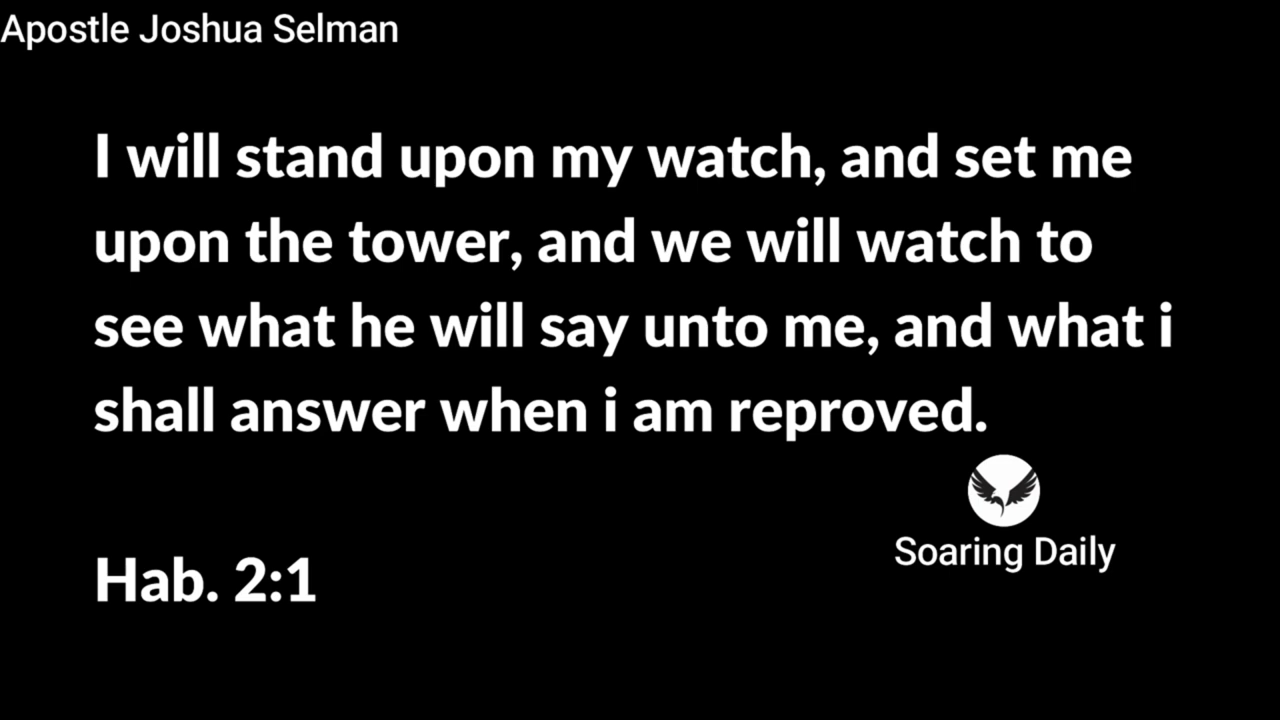 Apostle Joshua Selman
I will stand upon my watch, and set me
upon the tower, and we will watch to
see what he will say unto me, and what i
shall answer when i am reproved.
Soaring Daily
Hab. 2:1